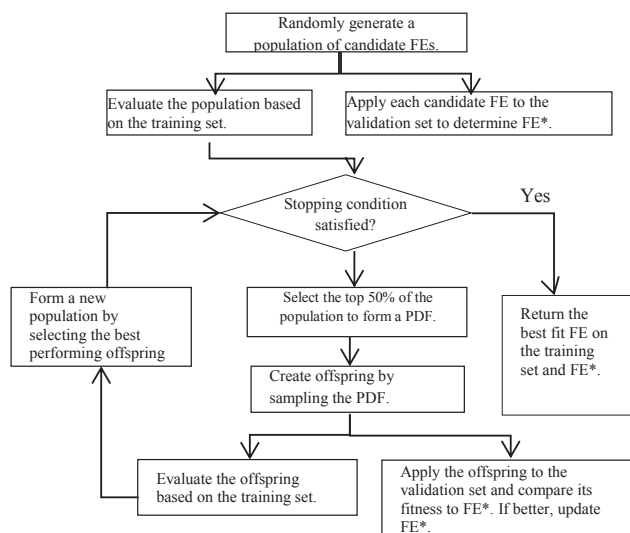 Randomly generate a
population of candidate FEs.
Evaluate the population based
on the training set.
Apply each candidate FE to the
validation set to determine FE*.
Stopping condition
satisfied?
Yes
Form a new
population by
selecting the best
performing offspring
Select the top 50% of the
population to form a PDF.
Return the
best fit FE on
the training
set and FE*.
Create offspring by
sampling the PDF.
Evaluate the offspring
based on the training set.
Apply the offspring to the
validation set and compare its
fitness to FE*. If better, update
FE*.